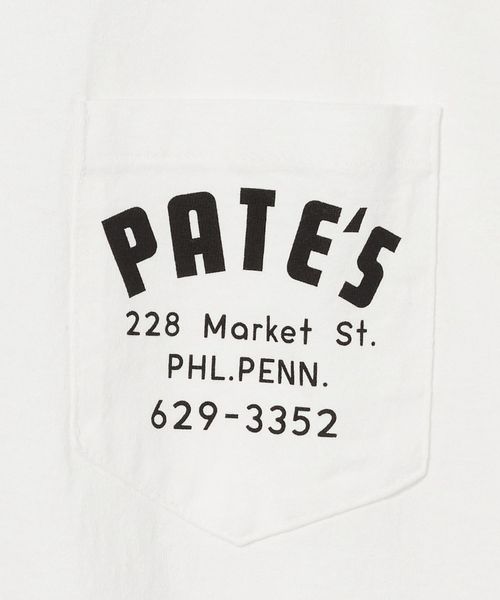 PATE'S
228 Market St.
PHL.PENN.
629-3352